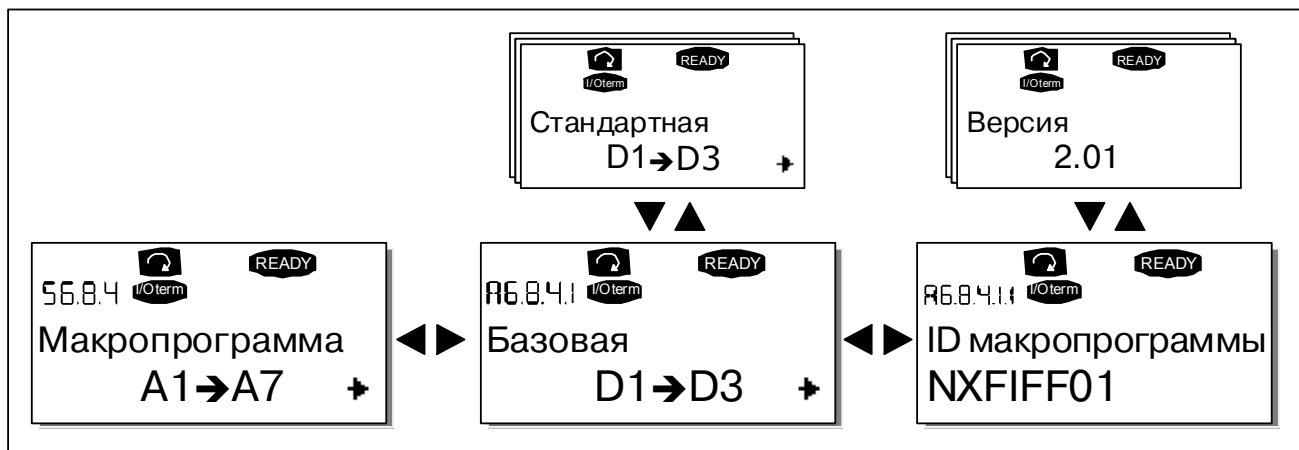 READY
I/Oterm
Стандартная
D1➔D3
READY
I/Oterm
Версия
2.01
READY
S6.8.4 I/Oterm
Макропрограмма
A1➔A7
READY
A6.8.4.1 I/Oterm
Базовая
D1➔D3
READY
A6.8.4.1.1 I/Oterm
ID макропрограммы
NXFIFF01